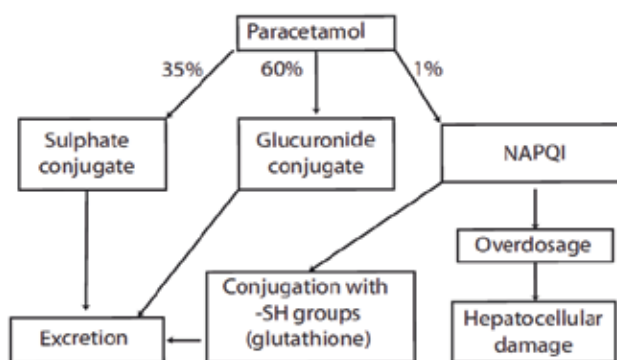 Paracetamol
35%
60%
1%
Sulphate
conjugate
Glucuronide
conjugate
NAPQI
Overdosage
Conjugation with
-SH groups
(glutathione)
Excretion
Hepatocellular
damage